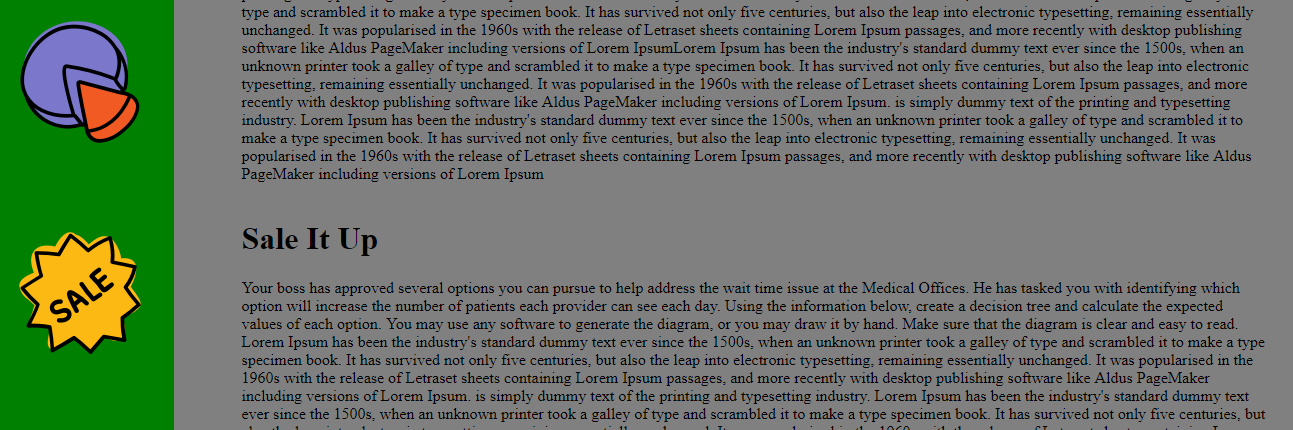 type and scrambled it to make a type specimen book. It has survived not only five centuries, but also the leap into electronic typesetting, remaining essentially
unchanged. It was popularised in the 1960s with the release of Letraset sheets containing Lorem Ipsum passages, and more recently with desktop publishing
software like Aldus PageMaker including versions of Lorem IpsumLorem Ipsum has been the industry's standard dummy text ever since the 1500s, when an
unknown printer took a galley of type and scrambled it to make a type specimen book. It has survived not only five centuries, but also the leap into electronic
typesetting, remaining essentially unchanged. It was popularised in the 1960s with the release of Letraset sheets containing Lorem Ipsum passages, and more
recently with desktop publishing software like Aldus PageMaker including versions of Lorem Ipsum. is simply dummy text of the printing and typesetting
industry. Lorem Ipsum has been the industry's standard dummy text ever since the 1500s, when an unknown printer took a galley of type and scrambled it to
make a type specimen book. It has survived not only five centuries, but also the leap into electronic typesetting, remaining essentially unchanged. It was
popularised in the 1960s with the release of Letraset sheets containing Lorem Ipsum passages, and more recently with desktop publishing software like Aldus
PageMaker including versions of Lorem Ipsum
SALE
Sale It Up
Your boss has approved several options you can pursue to help address the wait time issue at the Medical Offices. He has tasked you with identifying which
option will increase the number of patients each provider can see each day. Using the information below, create a decision tree and calculate the expected
values of each option. You may use any software to generate the diagram, or you may draw it by hand. Make sure that the diagram is clear and easy to read.
Lorem Ipsum has been the industry's standard dummy text ever since the 1500s, when an unknown printer took a galley of type and scrambled it to make a type
specimen book. It has survived not only five centuries, but also the leap into electronic typesetting, remaining essentially unchanged. It was popularised in the
1960s with the release of Letraset sheets containing Lorem Ipsum passages, and more recently with desktop publishing software like Aldus PageMaker
including versions of Lorem Ipsum. is simply dummy text of the printing and typesetting industry. Lorem Ipsum has been the industry's standard dummy text
ever since the 1500s, when an unknown printer took a galley of type and scrambled it to make a type specimen book. It has survived not only five centuries, but